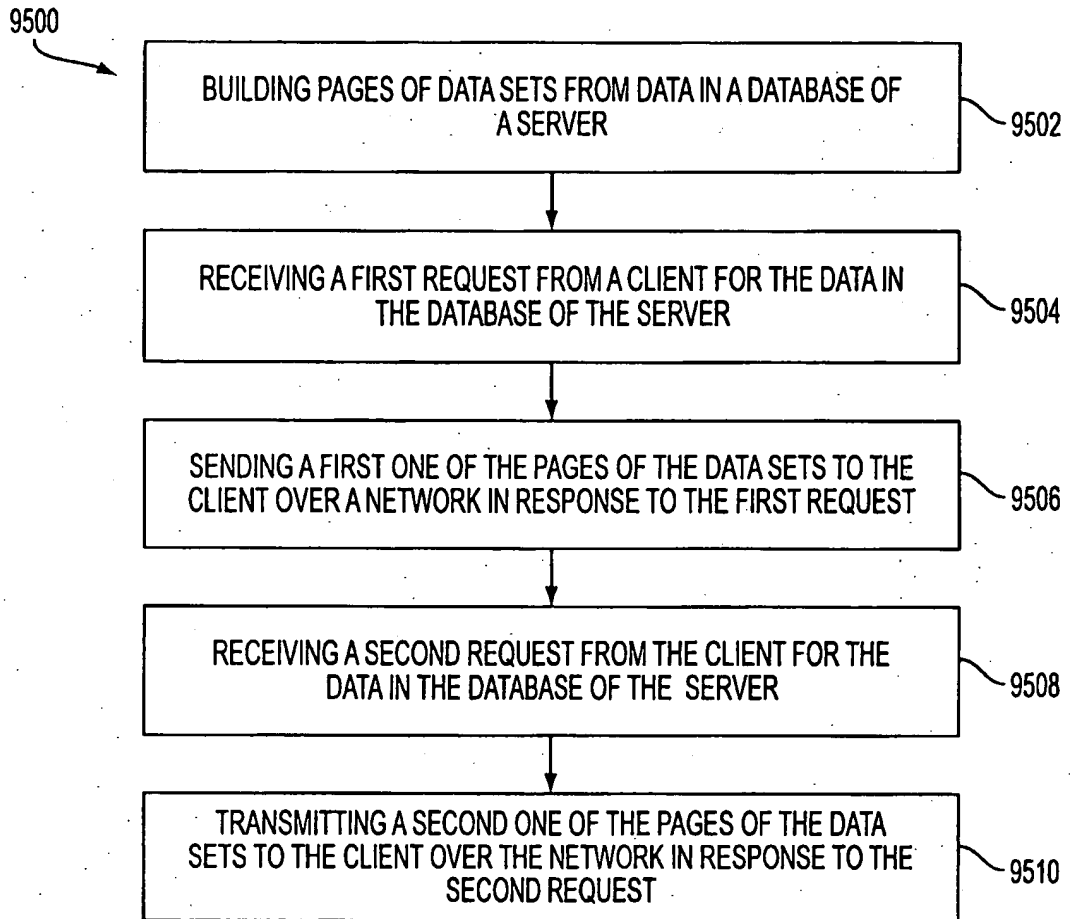 9500
BUILDING PAGES OF DATA SETS FROM DATA IN A DATABASE OF
A SERVER
9502
RECEIVING A FIRST REQUEST FROM A CLIENT FOR THE DATA IN
THE DATABASE OF THE SERVER
9504
SENDING A FIRST ONE OF THE PAGES OF THE DATA SETS TO THE
CLIENT OVER A NETWORK IN RESPONSE TO THE FIRST REQUEST
9506
RECEIVING A SECOND REQUEST FROM THE CLIENT FOR THE
DATA IN THE DATABASE OF THE SERVER
9508
TRANSMITTING A SECOND ONE OF THE PAGES OF THE DATA
SETS TO THE CLIENT OVER THE NETWORK IN RESPONSE TO THE
SECOND REQUEST
9510